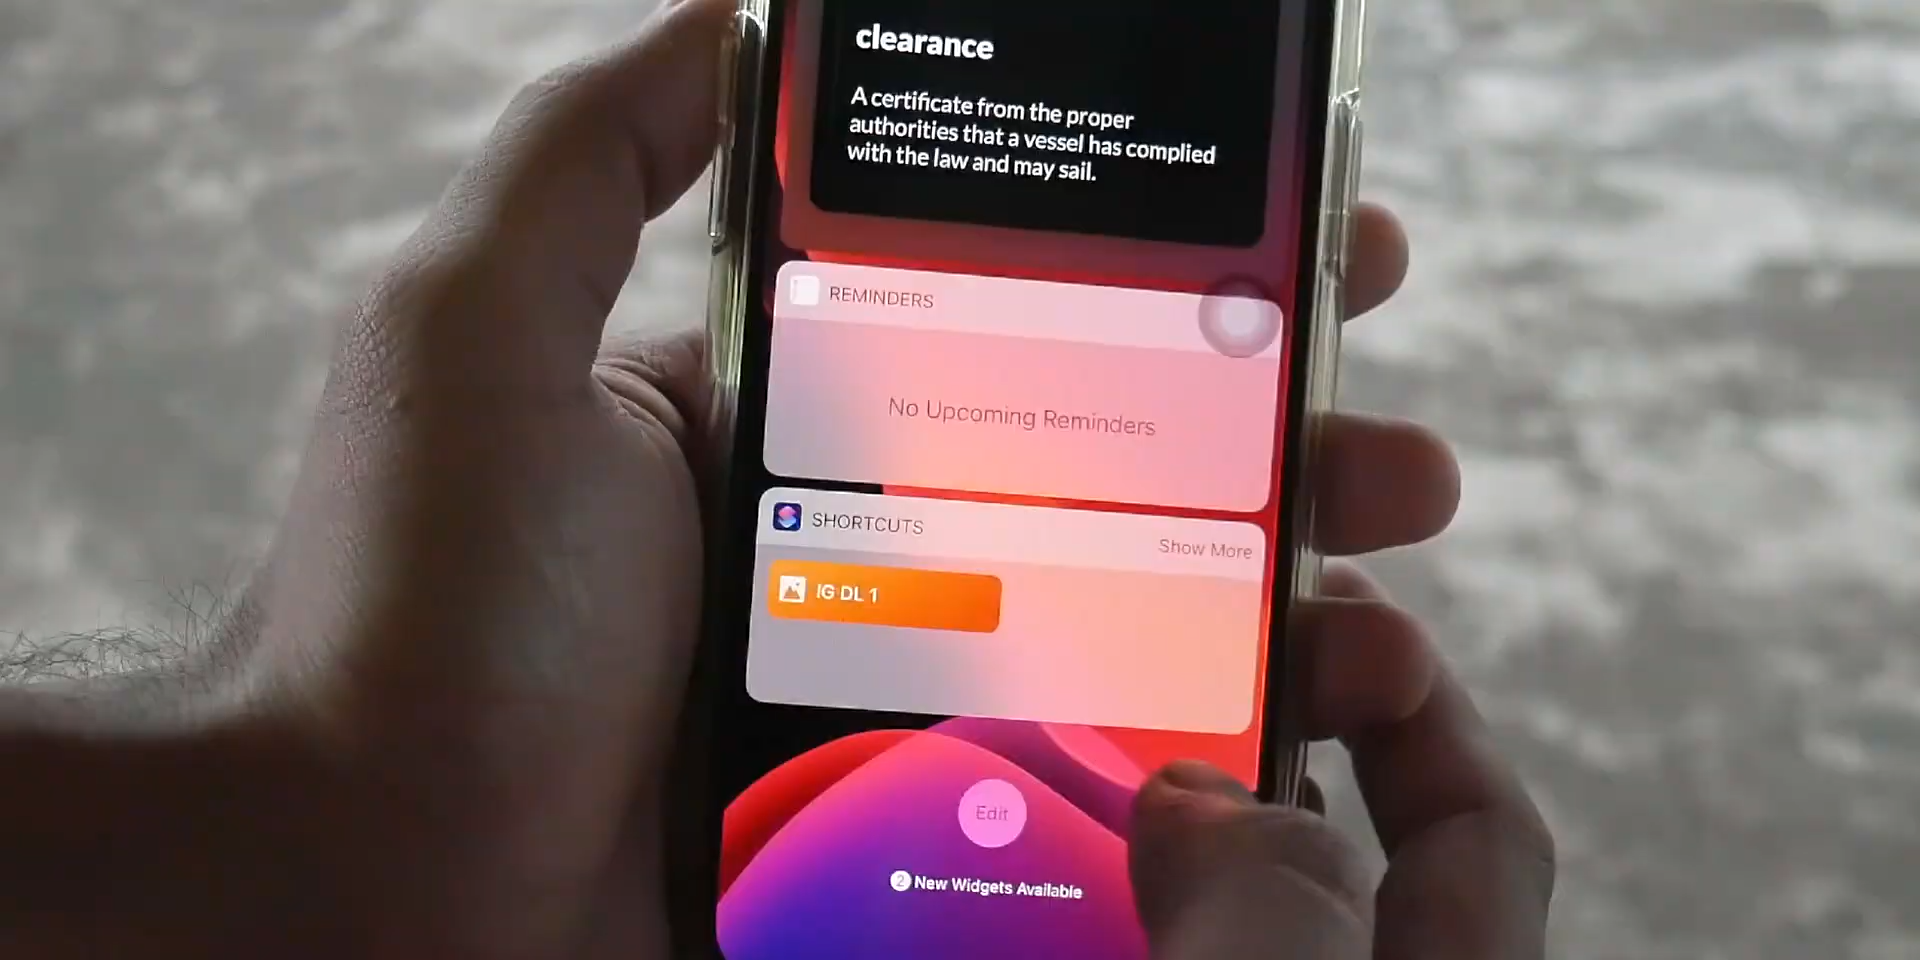 clearance
A certificate from the proper
authorities that a vessel has complied
with the law and may sail.
REMINDERS
No Upcoming Reminders
SHORTCUTS
Show More
IG DL 1
Edit
2 New Widgets Available